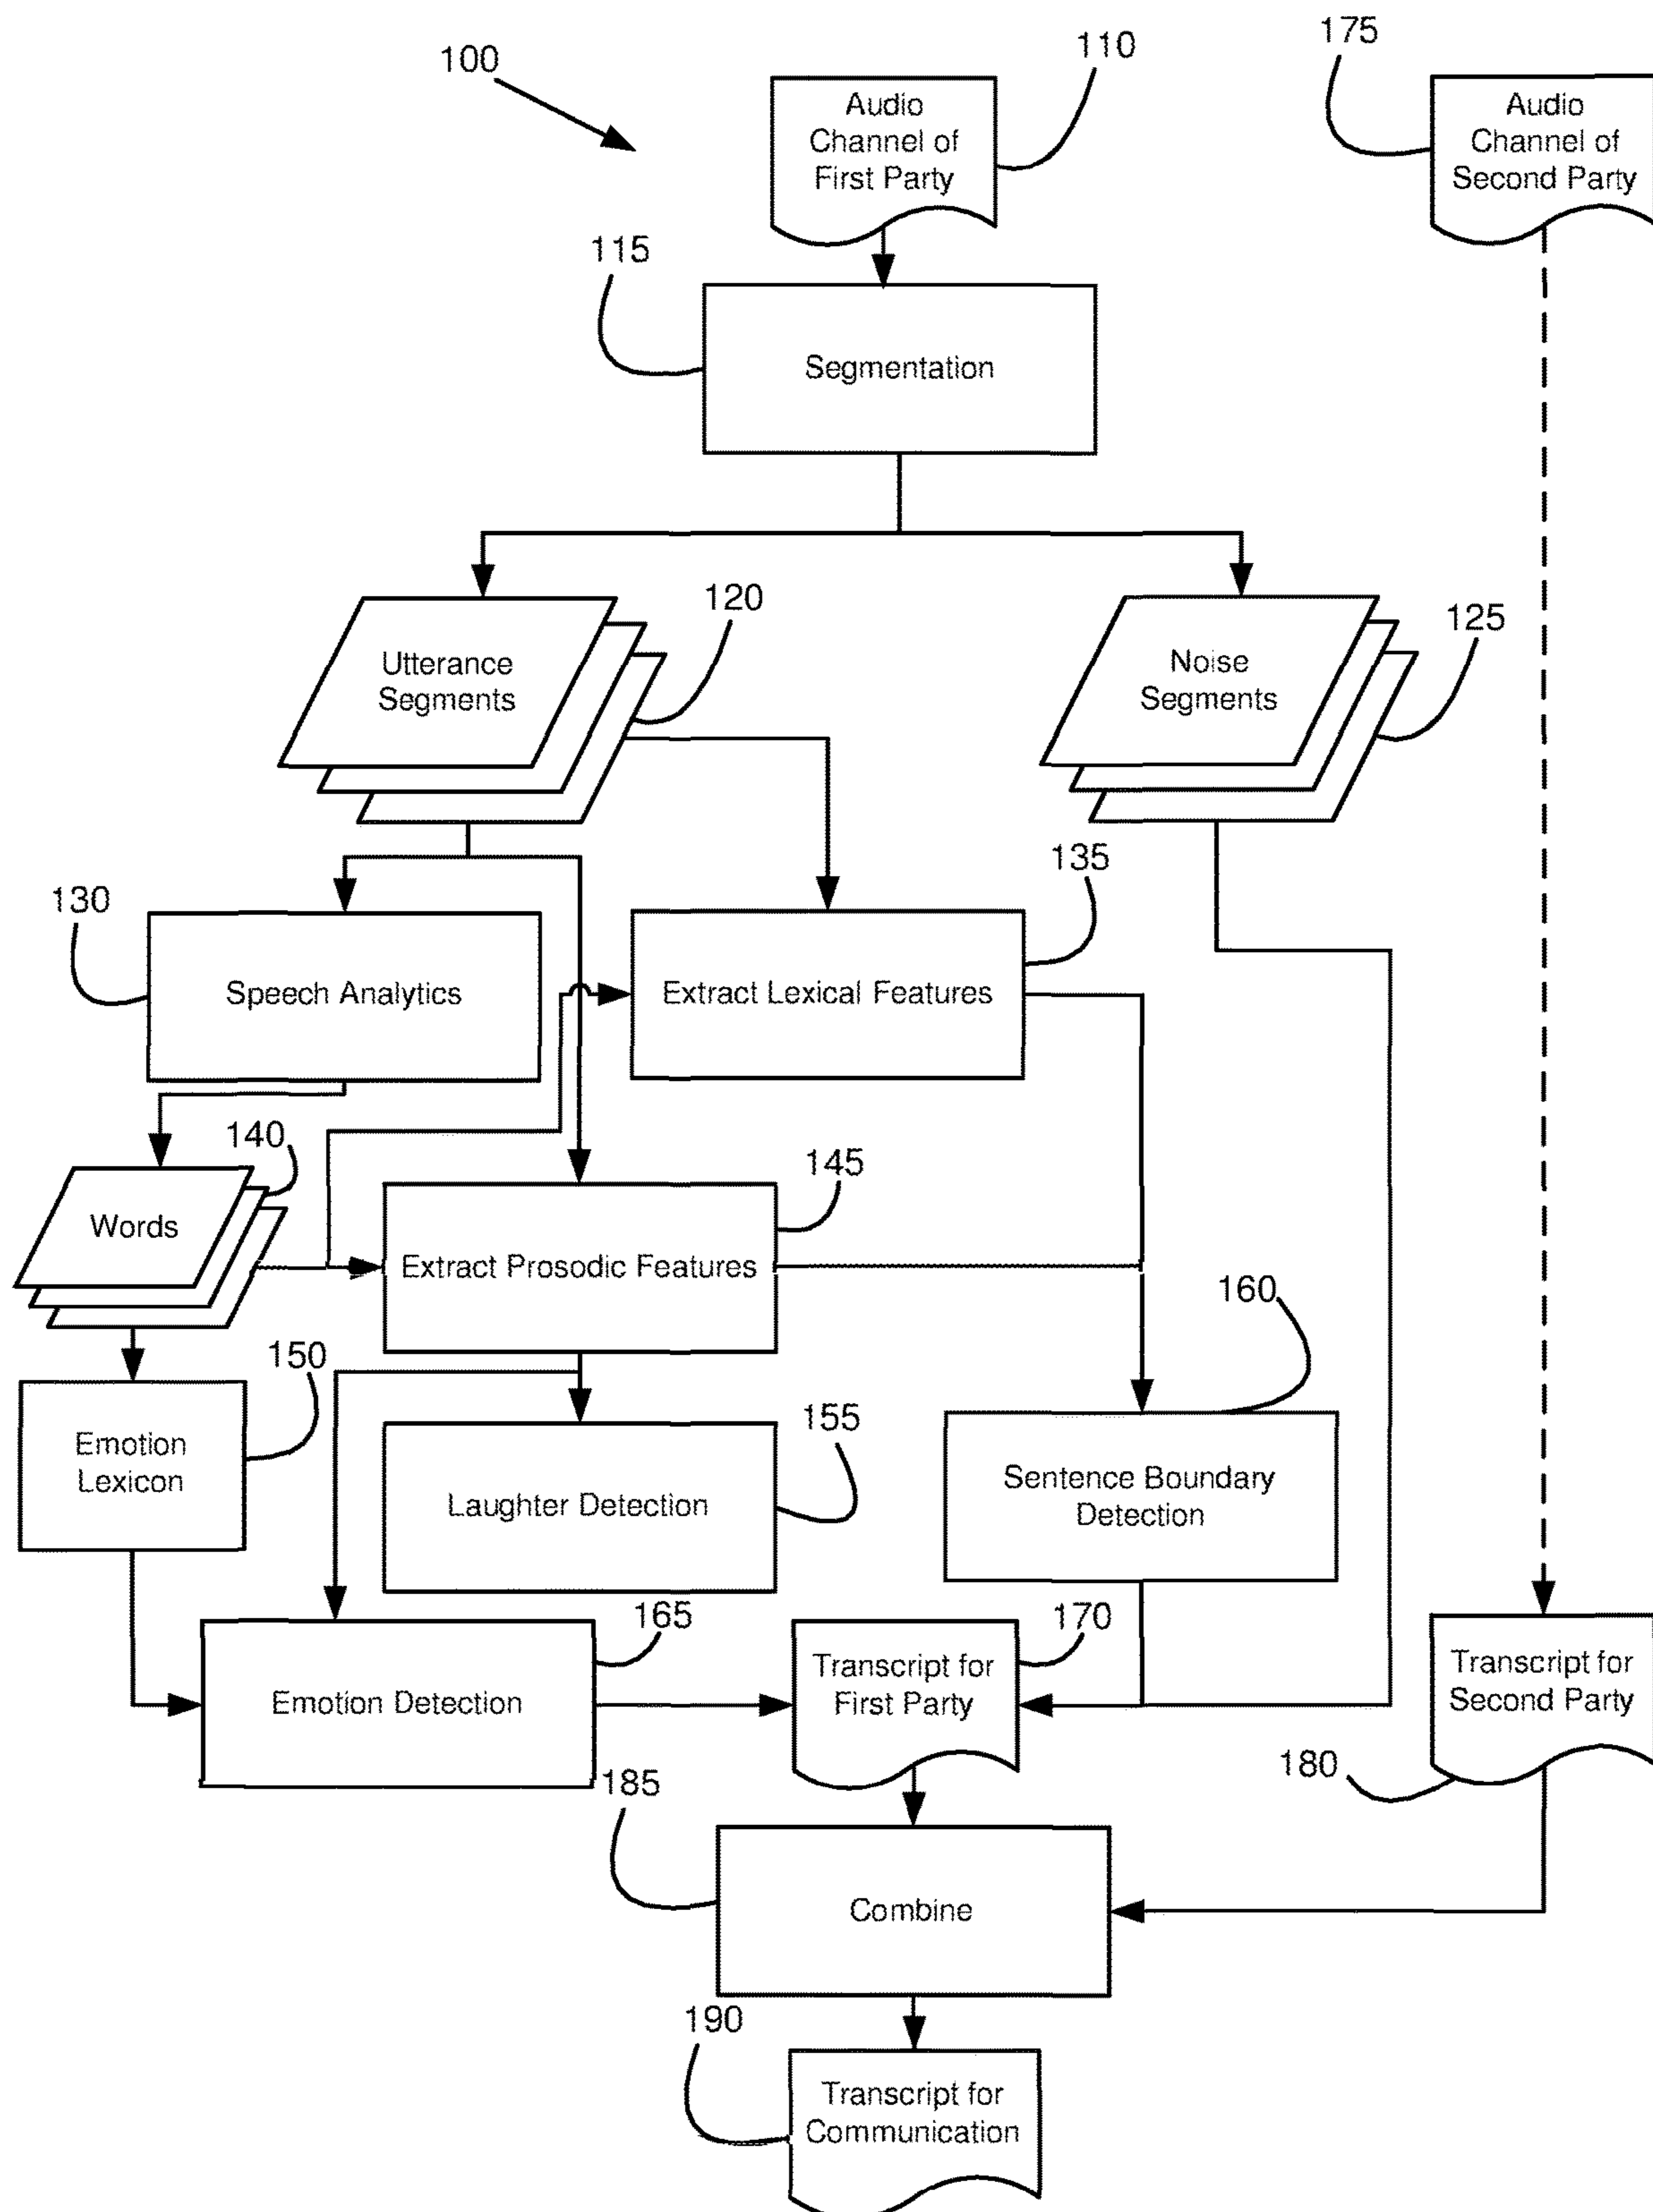 100
110
175
Audio
Channel of
First Party
Audio
Channel of
Second Party
115
Segmentation
120
125
Utterance
Segments
Noise
Segments
130
135
Speech Analytics
Extract Lexical Features
140
145
Words
Extract Prosodic Features
160
150
155
Emotion
Lexicon
Laughter Detection
Sentence Boundary
Detection
165
170
Emotion Detection
Transcript for
First Party
Transcript for
Second Party
180
185
Combine
190
Transcript for
Communication